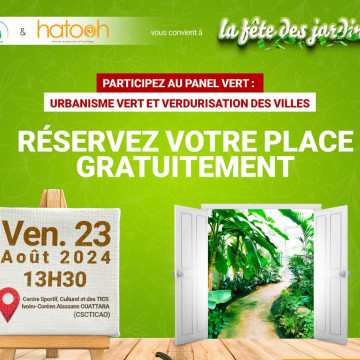 & hatooh
vous convient à
la fête des jardin
PARTICIPEZ AU PANEL VERT :
URBANISME VERT ET VERDURISATION DES VILLES
RÉSERVEZ VOTRE PLACE
GRATUITEMENT
Ven. 23
Août 2024
13H30
Centre Sportif, Culturel et des TICS
Ivoiro-Coréen Alassane OUATTARA
(CSCTICAO)